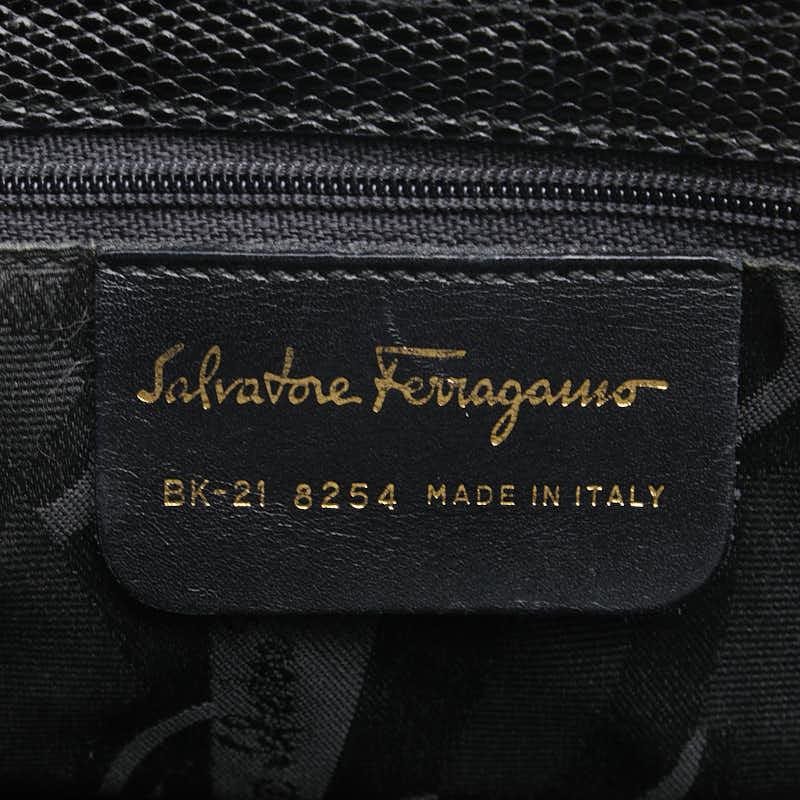 Salvatore Ferragamo
BK-21 8254 MADE IN ITALY